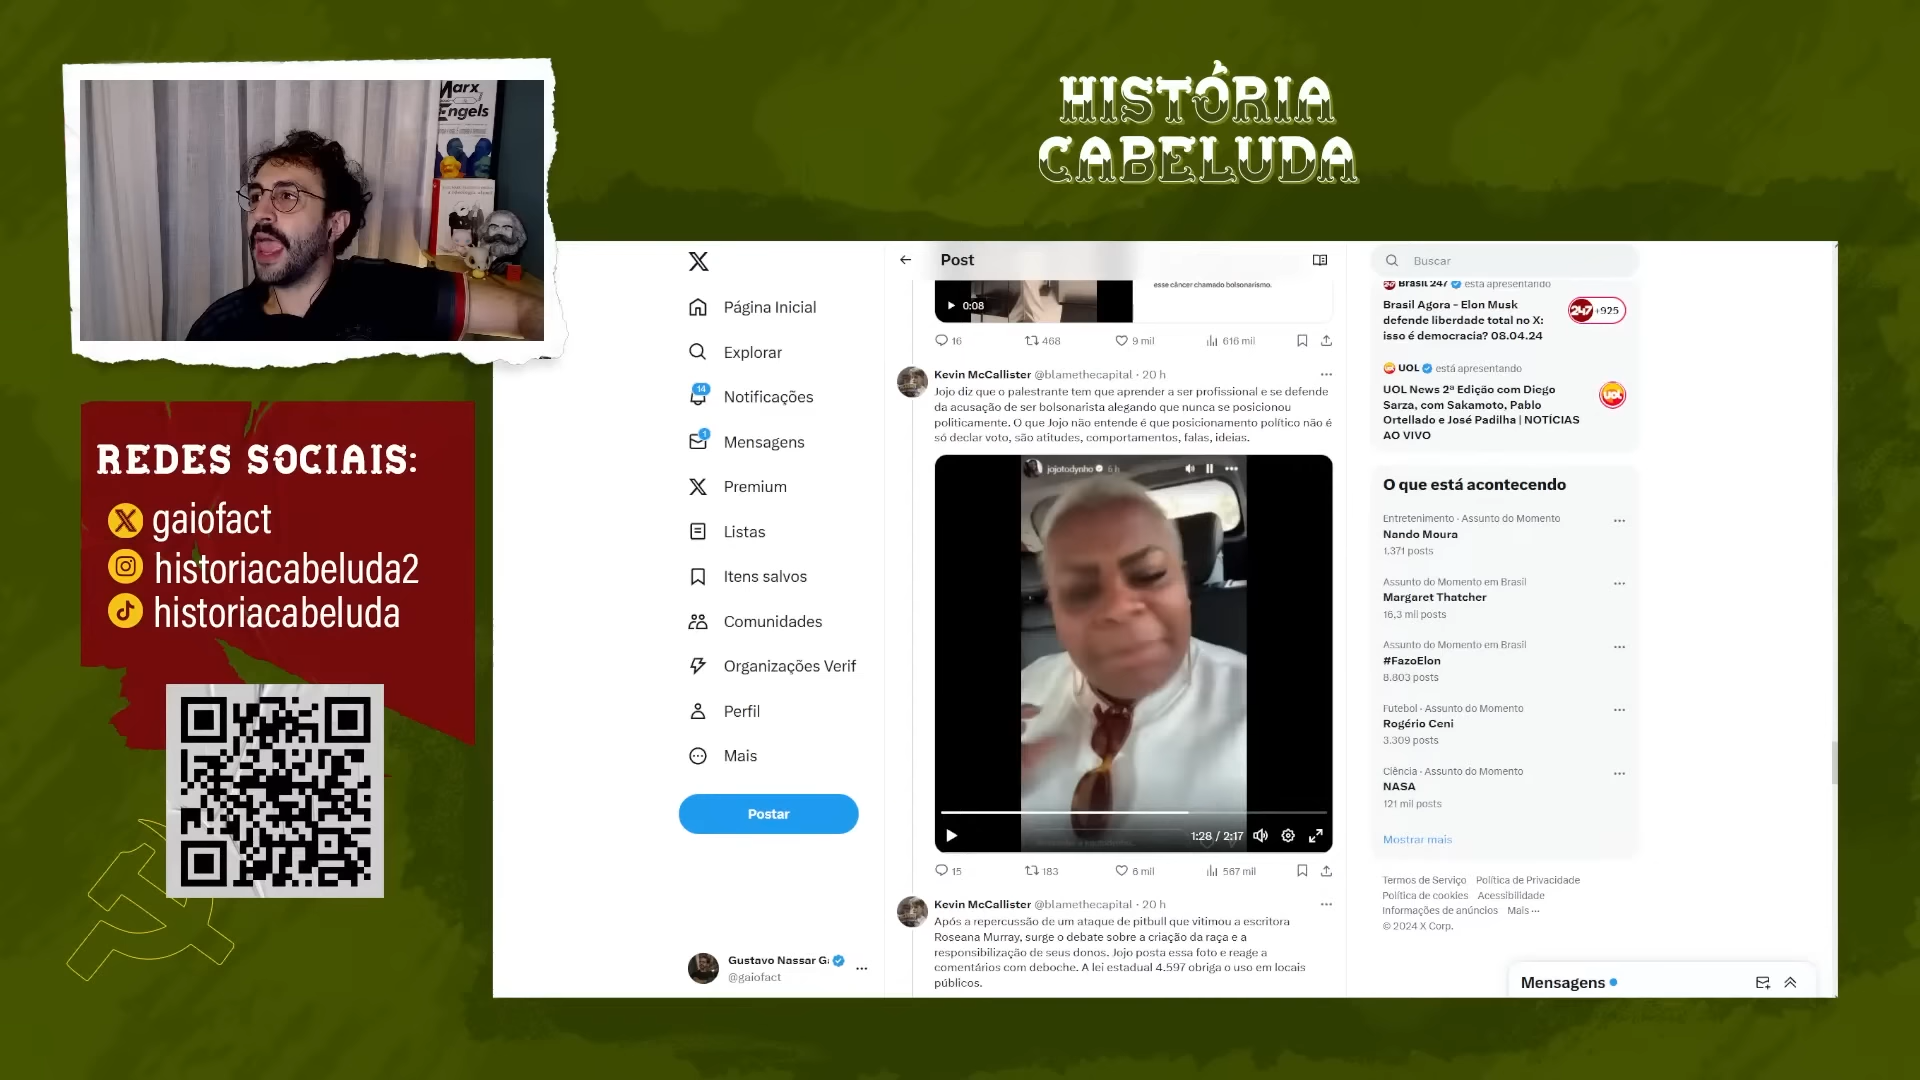 Marx
Engels
HISTÓRIA
CABELUDA
REDES SOCIAIS:
gaiofact
historiacabeluda2
historiacabeluda
Página Inicial
Explorar
14
Notificações
1
Mensagens
Premium
Listas
Itens salvos
Comunidades
Organizações Verif
Perfil
Mais
Postar
Gustavo Nassar G
@gaiofact
Post
esse câncer chamado bolsonarismo.
0:08
16 468 9 mil 616 mil
Kevin McCallister @blamethecapital · 20 h
Jojo diz que o palestrante tem que aprender a ser profissional e se defende
da acusação de ser bolsonarista alegando que nunca se posicionou
politicamente. O que Jojo não entende é que posicionamento político não é
só declar voto, são atitudes, comportamentos, falas, ideias.
jojotodynho 6 h
1:28 / 2:17
15 183 6 mil 567 mil
Kevin McCallister @blamethecapital · 20 h
Após a repercussão de um ataque de pitbull que vitimou a escritora
Roseana Murray, surge o debate sobre a criação da raça e a
responsibilização de seus donos. Jojo posta essa foto e reage a
comentários com deboche. A lei estadual 4.597 obriga o uso em locais
públicos.
Buscar
Brasil 247 está apresentando
Brasil Agora - Elon Musk
defende liberdade total no X:
isso é democracia? 08.04.24
247 +925
UOL está apresentando
UOL News 2ª Edição com Diego
Sarza, com Sakamoto, Pablo
Ortellado e José Padilha | NOTÍCIAS
AO VIVO
UOL
O que está acontecendo
Entretenimento · Assunto do Momento
Nando Moura
1.371 posts
Assunto do Momento em Brasil
Margaret Thatcher
16,3 mil posts
Assunto do Momento em Brasil
#FazoElon
8.803 posts
Futebol · Assunto do Momento
Rogério Ceni
3.309 posts
Ciência · Assunto do Momento
NASA
121 mil posts
Mostrar mais
Termos de Serviço Política de Privacidade
Política de cookies Acessibilidade
Informações de anúncios Mais ···
© 2024 X Corp.
Mensagens